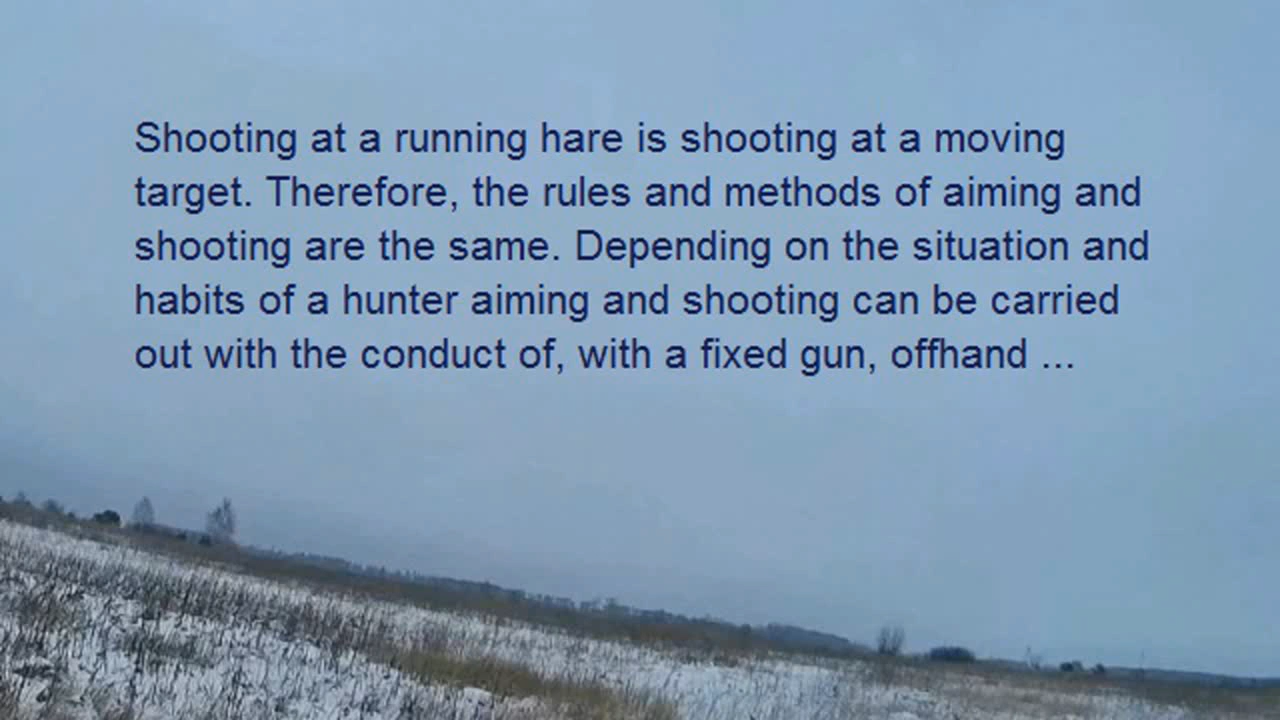 Shooting at a running hare is shooting at a moving
target. Therefore, the rules and methods of aiming and
shooting are the same. Depending on the situation and
habits of a hunter aiming and shooting can be carried
out with the conduct of, with a fixed gun, offhand ...